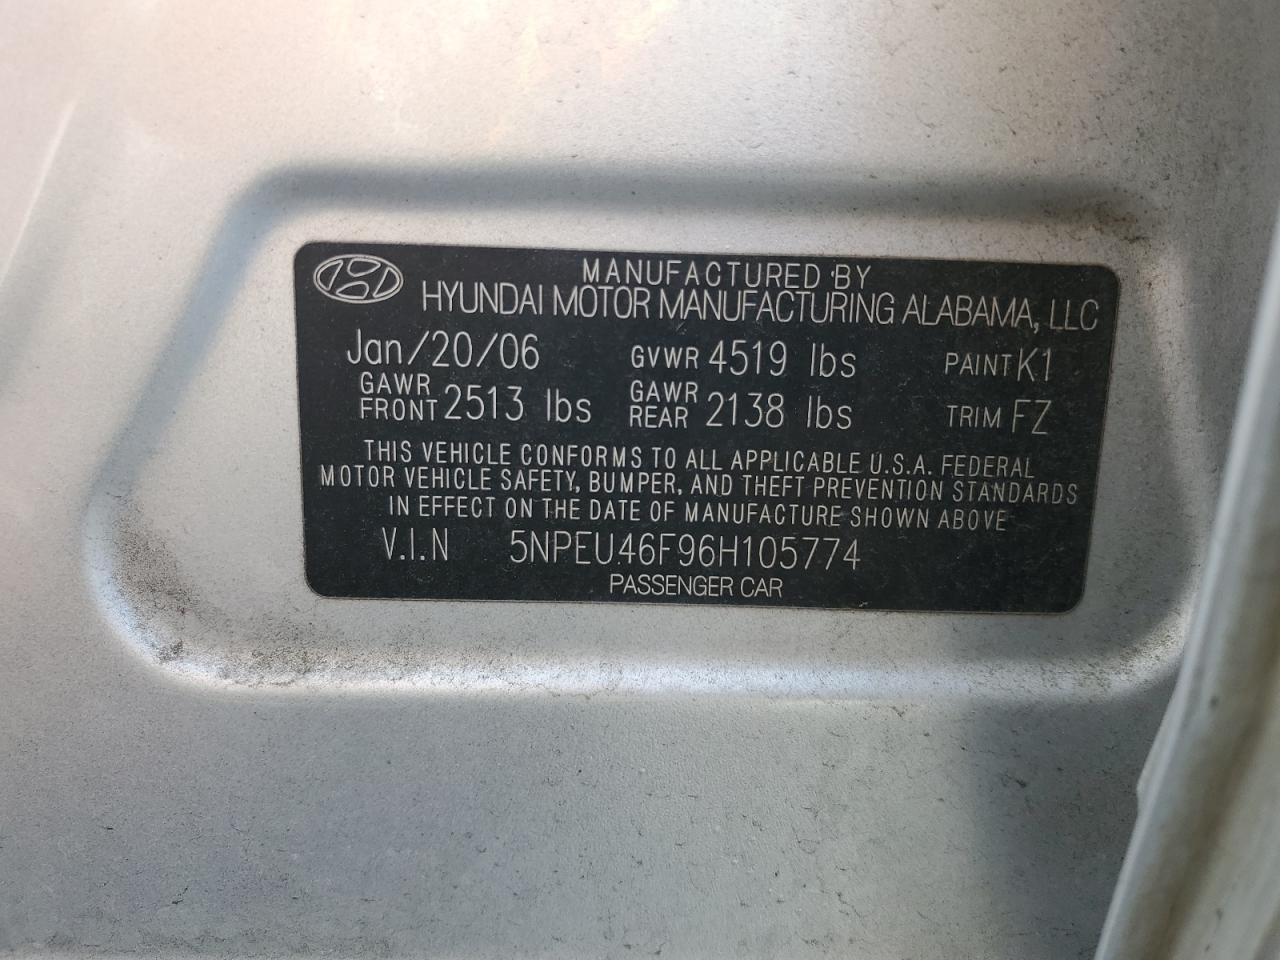 MANUFACTURED BY
HYUNDAI MOTOR MANUFACTURING ALABAMA, LLC
Jan/20/06 GVWR 4519 lbs PAINT K1
GAWR FRONT 2513 lbs GAWR REAR 2138 lbs TRIM FZ
THIS VEHICLE CONFORMS TO ALL APPLICABLE U.S.A. FEDERAL
MOTOR VEHICLE SAFETY, BUMPER, AND THEFT PREVENTION STANDARDS
IN EFFECT ON THE DATE OF MANUFACTURE SHOWN ABOVE
V.I.N 5NPEU46F96H105774
PASSENGER CAR